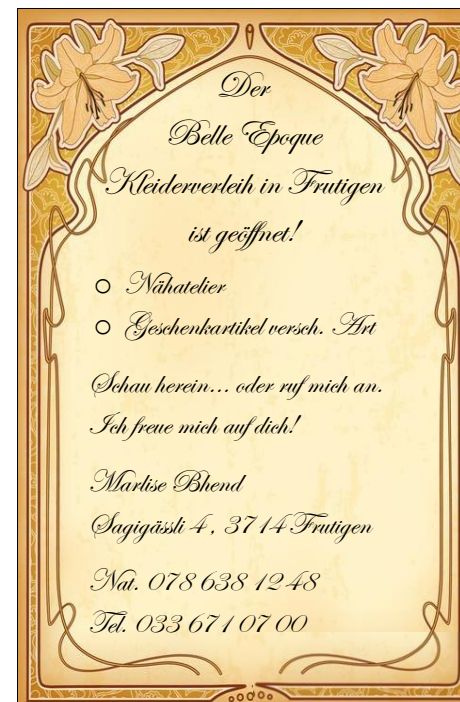 Der
Belle Epoque
Kleiderverleih in Frutigen
ist geöffnet!
o Nähatelier
o Geschenkartikel versch. Art
Schau herein... oder ruf mich an.
Ich freue mich auf dich!
Marlise Bhend
Sagigässli 4, 3714 Frutigen
Nat. 078 638 12 48
Tel. 033 671 07 00